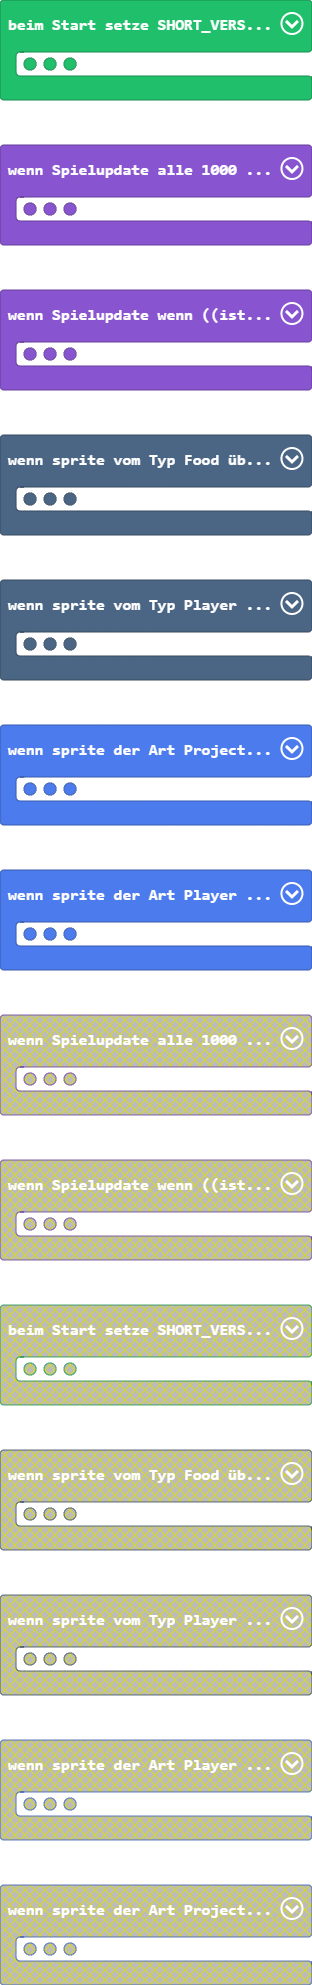 beim Start setze SHORT_VERS...
wenn Spielupdate alle 1000 ...
wenn Spielupdate wenn ((ist...
wenn sprite vom Typ Food üb...
wenn sprite vom Typ Player ...
wenn sprite der Art Project...
wenn sprite der Art Player ...
wenn Spielupdate alle 1000 ...
wenn Spielupdate wenn ((ist...
beim Start setze SHORT_VERS...
wenn sprite vom Typ Food üb...
wenn sprite vom Typ Player ...
wenn sprite der Art Player ...
wenn sprite der Art Project...